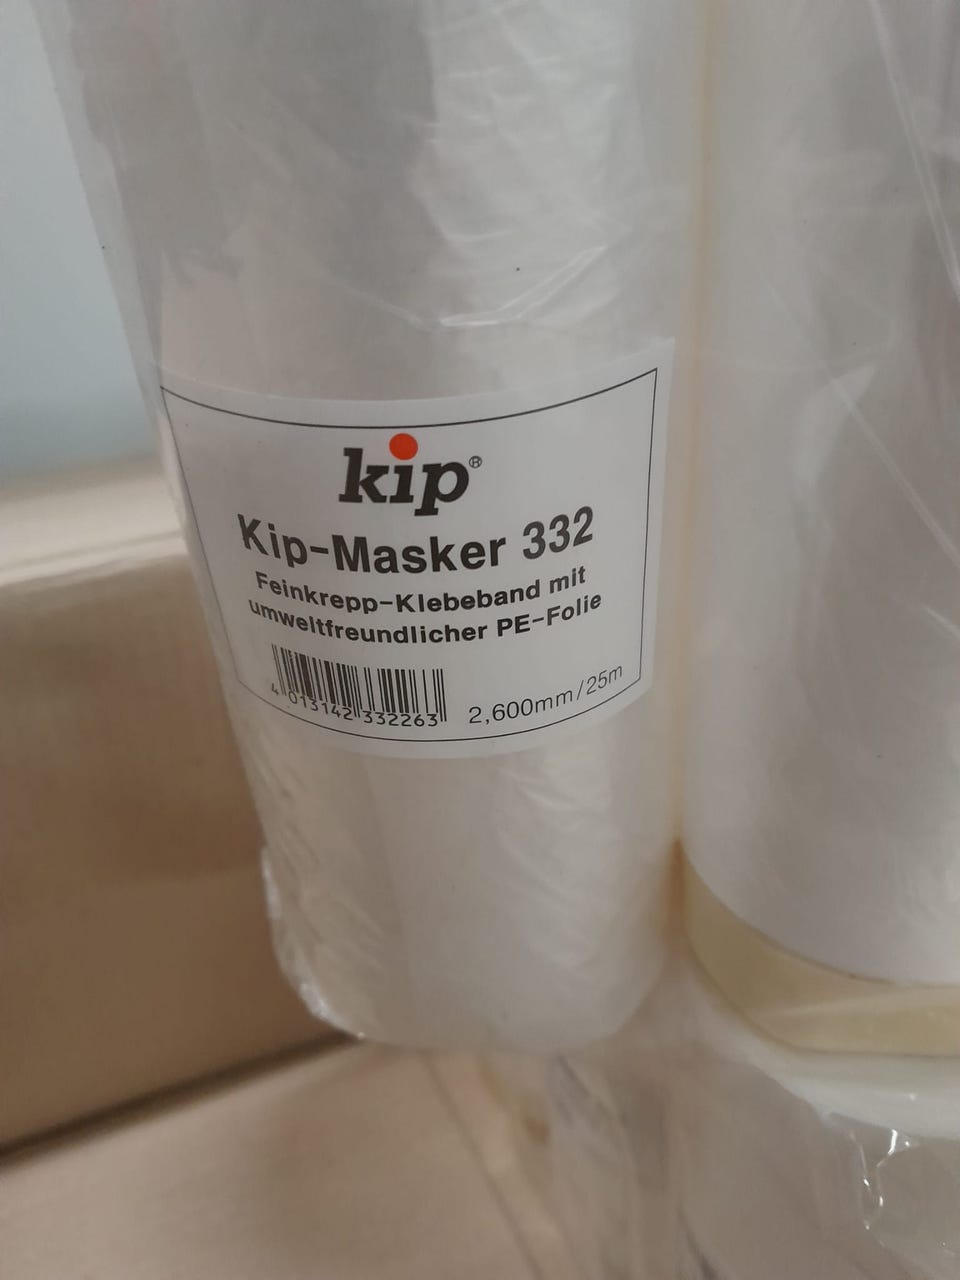 kip®
Kip-Masker 332
Feinkrepp-Klebeband mit
umweltfreundlicher PE-Folie
4 013142 332263
2,600mm/25m